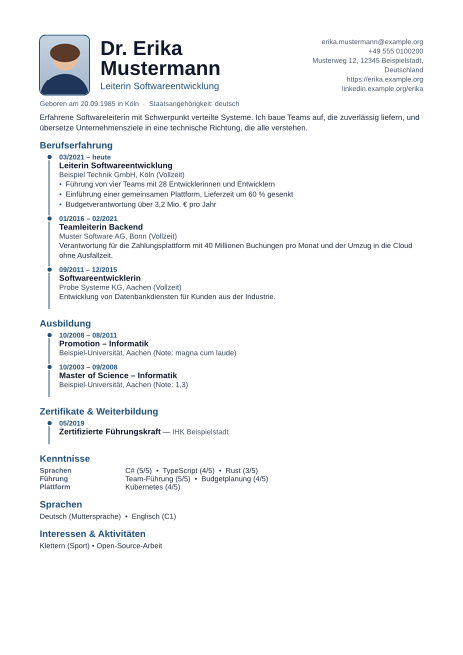 Dr. Erika
Mustermann
Leiterin Softwareentwicklung
erika.mustermann@example.org
+49 555 0100200
Musterweg 12, 12345 Beispielstadt,
Deutschland
https://erika.example.org
linkedin.example.org/erika
Geboren am 20.09.1985 in Köln · Staatsangehörigkeit: deutsch
Erfahrene Softwareleiterin mit Schwerpunkt verteilte Systeme. Ich baue Teams auf, die zuverlässig liefern, und
übersetze Unternehmensziele in eine technische Richtung, die alle verstehen.
Berufserfahrung
03/2021 – heute
Leiterin Softwareentwicklung
Beispiel Technik GmbH, Köln (Vollzeit)
• Führung von vier Teams mit 28 Entwicklerinnen und Entwicklern
• Einführung einer gemeinsamen Plattform, Lieferzeit um 60 % gesenkt
• Budgetverantwortung über 3,2 Mio. € pro Jahr
01/2016 – 02/2021
Teamleiterin Backend
Muster Software AG, Bonn (Vollzeit)
Verantwortung für die Zahlungsplattform mit 40 Millionen Buchungen pro Monat und der Umzug in die Cloud
ohne Ausfallzeit.
09/2011 – 12/2015
Softwareentwicklerin
Probe Systeme KG, Aachen (Vollzeit)
Entwicklung von Datenbankdiensten für Kunden aus der Industrie.
Ausbildung
10/2008 – 08/2011
Promotion – Informatik
Beispiel-Universität, Aachen (Note: magna cum laude)
10/2003 – 09/2008
Master of Science – Informatik
Beispiel-Universität, Aachen (Note: 1,3)
Zertifikate & Weiterbildung
05/2019
Zertifizierte Führungskraft — IHK Beispielstadt
Kenntnisse
Sprachen C# (5/5) • TypeScript (4/5) • Rust (3/5)
Führung Team-Führung (5/5) • Budgetplanung (4/5)
Plattform Kubernetes (4/5)
Sprachen
Deutsch (Muttersprache) • Englisch (C1)
Interessen & Aktivitäten
Klettern (Sport) • Open-Source-Arbeit